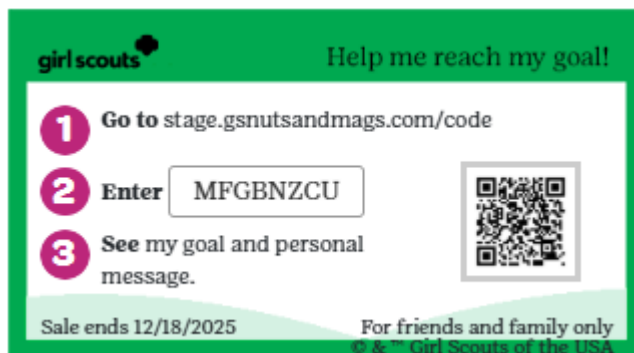 girl scouts
Help me reach my goal!
1 Go to stage.gsnutsandmags.com/code
2 Enter MFGBNZCU
3 See my goal and personal
message.
Sale ends 12/18/2025
For friends and family only
© & ™ Girl Scouts of the USA